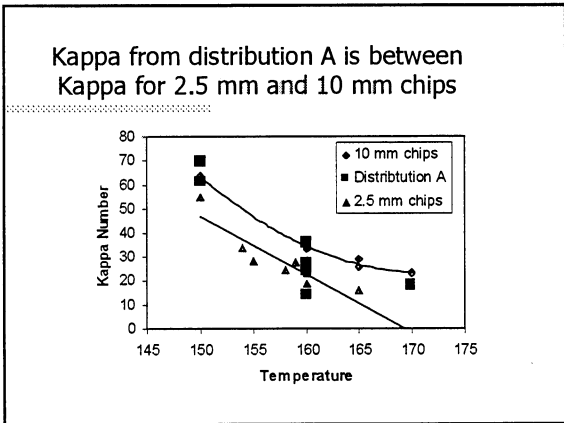 Kappa from distribution A is between
Kappa for 2.5 mm and 10 mm chips
80
70
60
50
40
30
20
10
0
Kappa Number
10 mm chips
Distribtution A
2.5 mm chips
145 150 155 160 165 170 175
Temperature